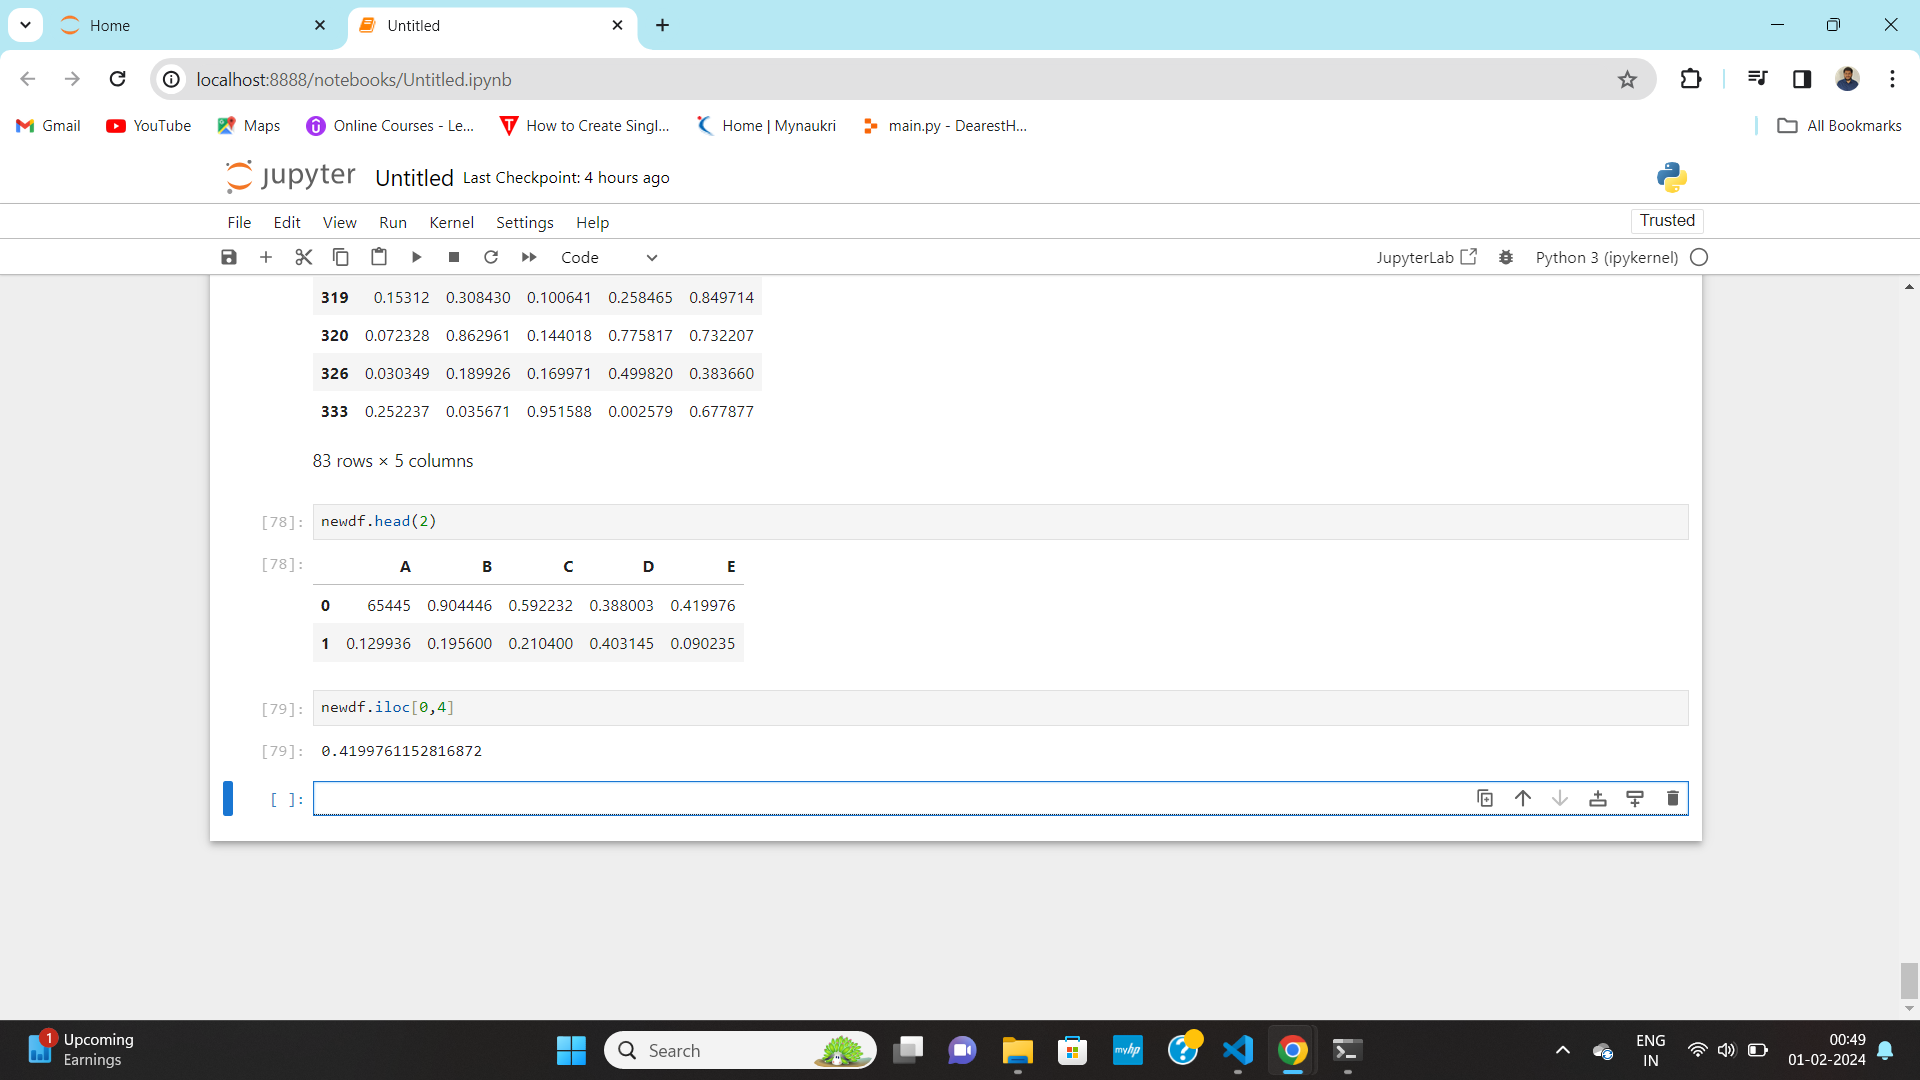 Home
Untitled
localhost:8888/notebooks/Untitled.ipynb
Gmail
YouTube
Maps
Online Courses - Le...
How to Create Singl...
Home | Mynaukri
main.py - DearestH...
All Bookmarks
jupyter Untitled Last Checkpoint: 4 hours ago
File Edit View Run Kernel Settings Help
Trusted
Code
JupyterLab
Python 3 (ipykernel)
319 0.15312 0.308430 0.100641 0.258465 0.849714
320 0.072328 0.862961 0.144018 0.775817 0.732207
326 0.030349 0.189926 0.169971 0.499820 0.383660
333 0.252237 0.035671 0.951588 0.002579 0.677877
83 rows × 5 columns
[78]: newdf.head(2)
[78]: A B C D E
0 65445 0.904446 0.592232 0.388003 0.419976
1 0.129936 0.195600 0.210400 0.403145 0.090235
[79]: newdf.iloc[0,4]
[79]: 0.4199761152816872
[ ]:
1
Upcoming
Earnings
Search
myhp
ENG
IN
00:49
01-02-2024